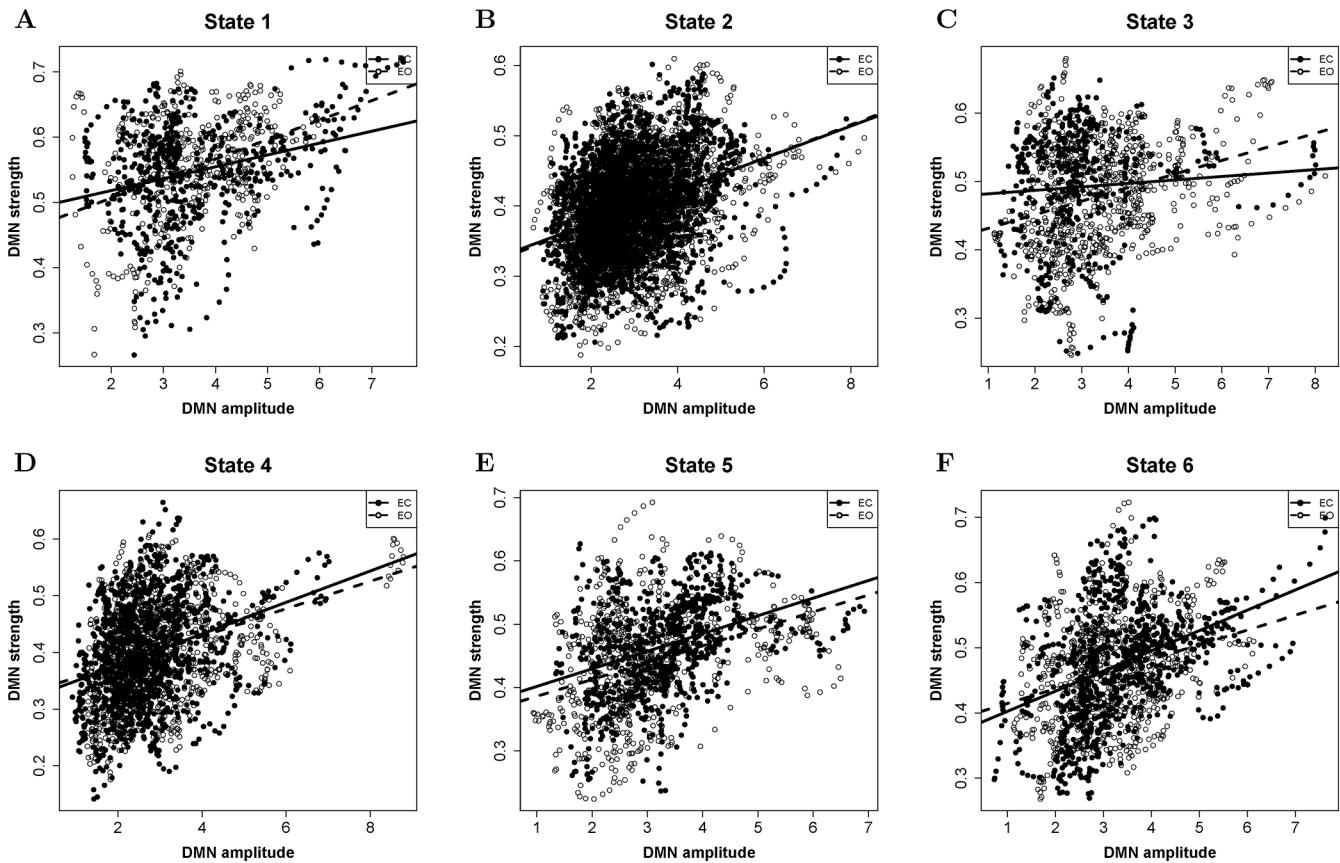 A
State 1
DMN strength
0.3 0.4 0.5 0.6 0.7
EC
EO
2 3 4 5 6 7
DMN amplitude
B
State 2
DMN strength
0.2 0.3 0.4 0.5 0.6
EC
EO
2 4 6 8
DMN amplitude
C
State 3
DMN strength
0.3 0.4 0.5 0.6
EC
EO
1 2 3 4 5 6 7 8
DMN amplitude
D
State 4
DMN strength
0.2 0.3 0.4 0.5 0.6
EC
EO
2 4 6 8
DMN amplitude
E
State 5
DMN strength
0.3 0.4 0.5 0.6 0.7
EC
EO
1 2 3 4 5 6 7
DMN amplitude
F
State 6
DMN strength
0.3 0.4 0.5 0.6 0.7
EC
EO
1 2 3 4 5 6 7
DMN amplitude